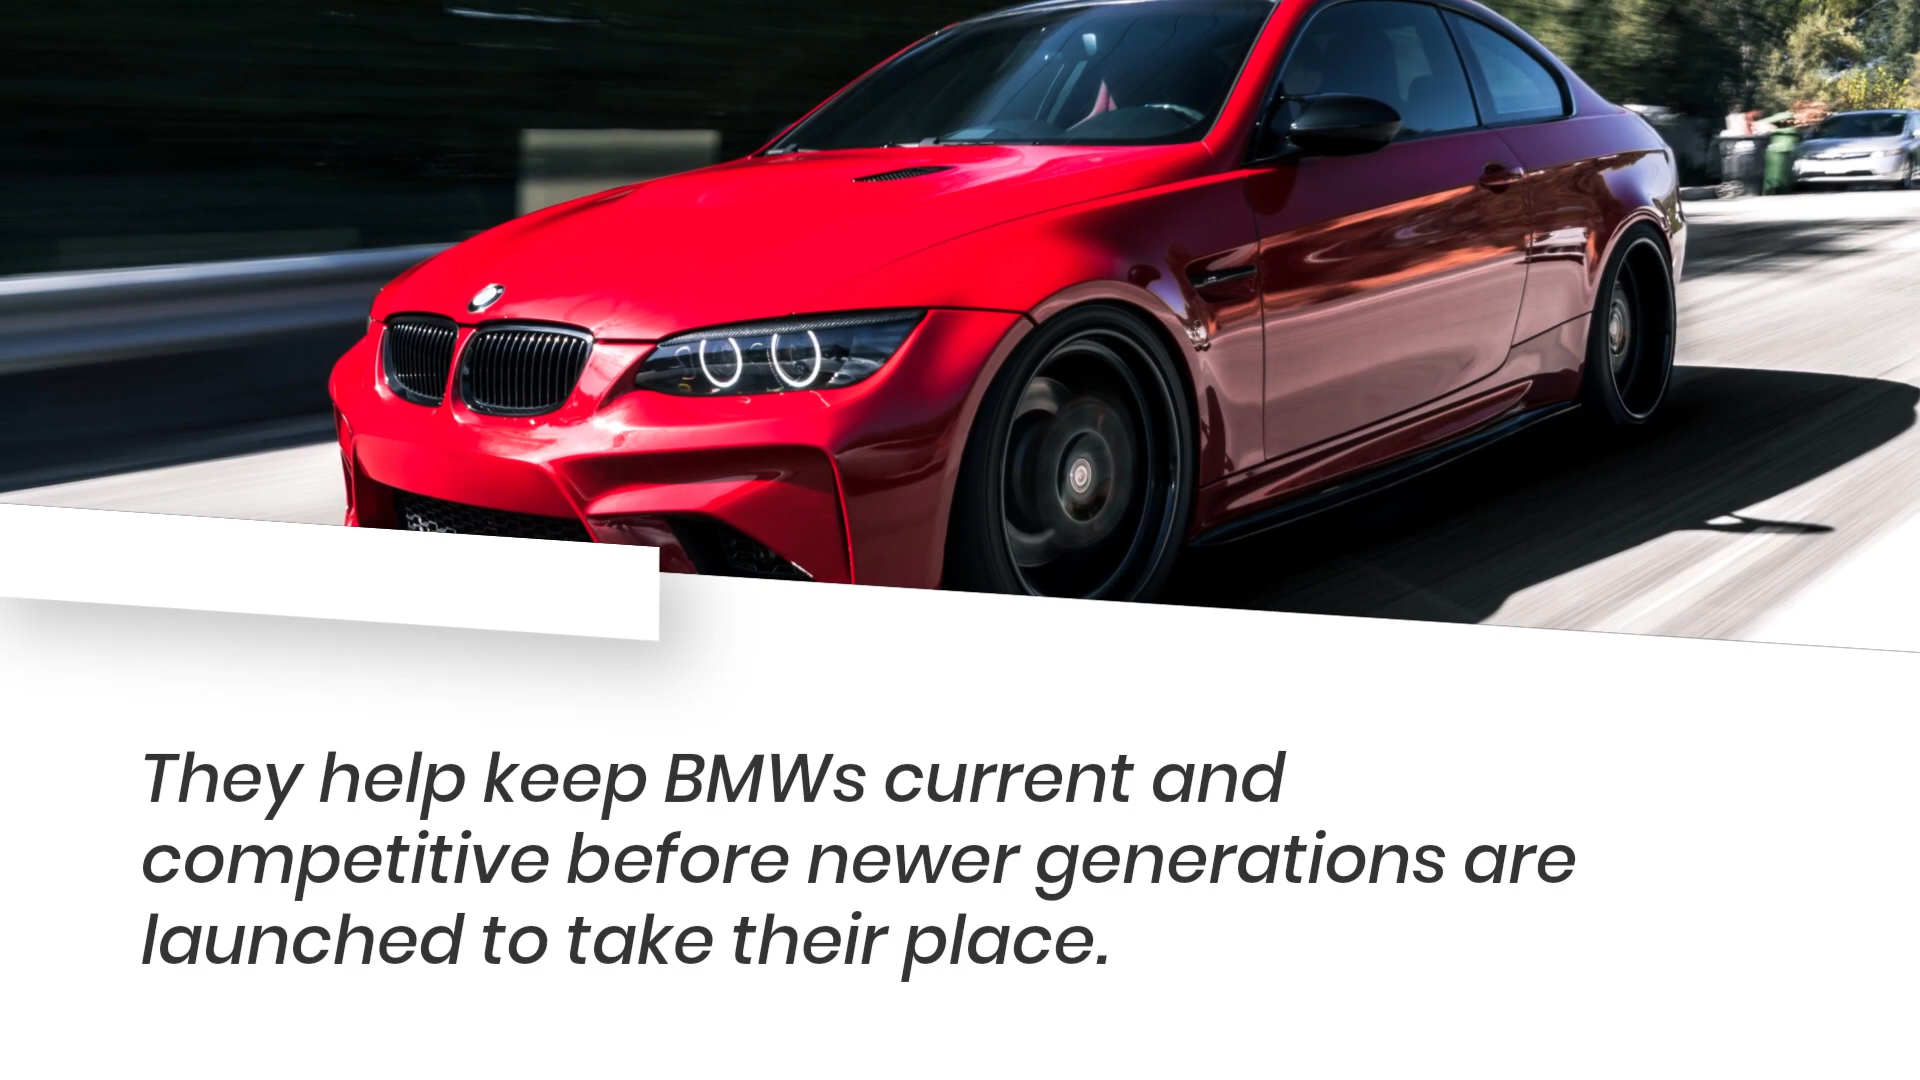 They help keep BMWs current and
competitive before newer generations are
launched to take their place.